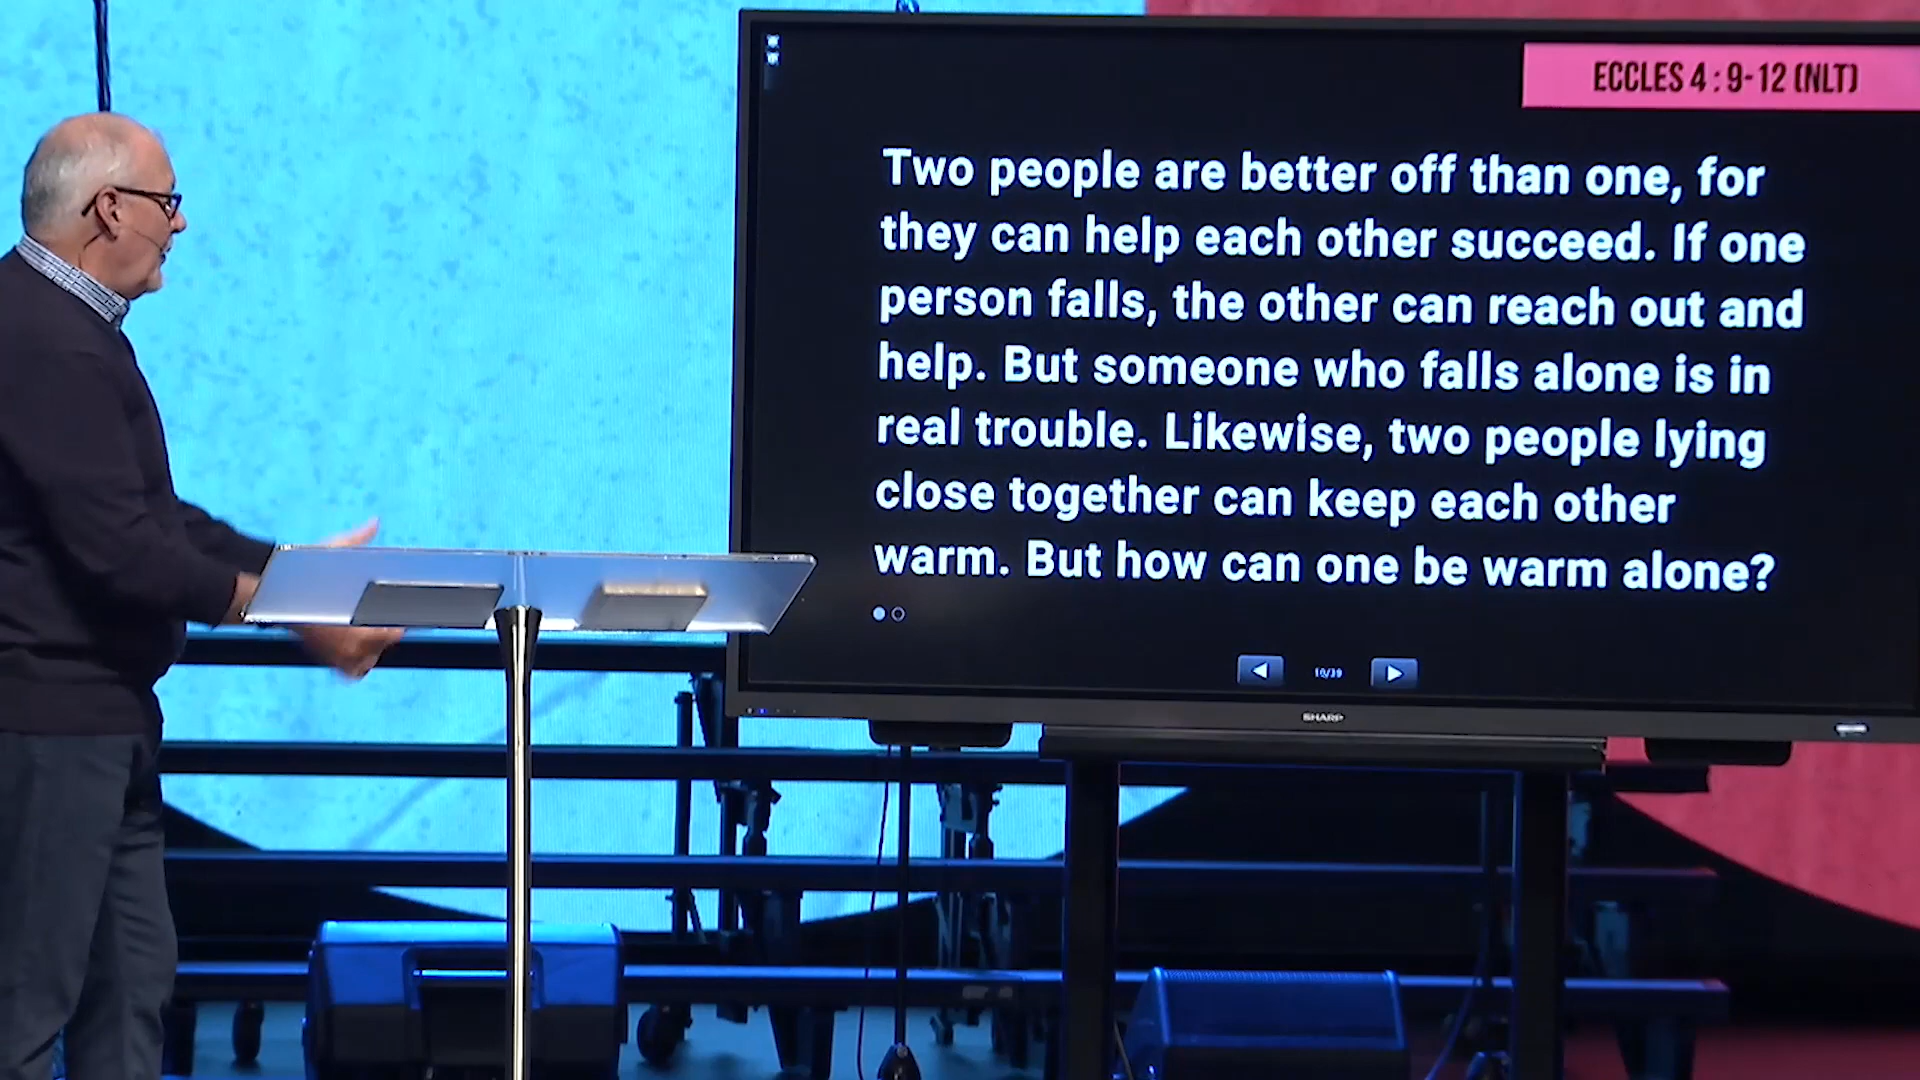 ECCLES 4 : 9-12 (NLT)
Two people are better off than one, for
they can help each other succeed. If one
person falls, the other can reach out and
help. But someone who falls alone is in
real trouble. Likewise, two people lying
close together can keep each other
warm. But how can one be warm alone?
SHARP